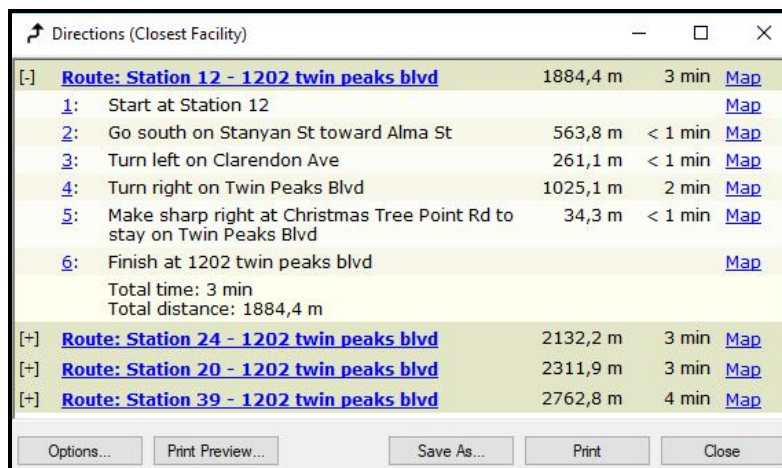 Directions (Closest Facility)
[-] Route: Station 12 - 1202 twin peaks blvd 1884,4 m 3 min Map
1: Start at Station 12 Map
2: Go south on Stanyan St toward Alma St 563,8 m < 1 min Map
3: Turn left on Clarendon Ave 261,1 m < 1 min Map
4: Turn right on Twin Peaks Blvd 1025,1 m 2 min Map
5: Make sharp right at Christmas Tree Point Rd to 34,3 m < 1 min Map
stay on Twin Peaks Blvd
6: Finish at 1202 twin peaks blvd Map
Total time: 3 min
Total distance: 1884,4 m
[+] Route: Station 24 - 1202 twin peaks blvd 2132,2 m 3 min Map
[+] Route: Station 20 - 1202 twin peaks blvd 2311,9 m 3 min Map
[+] Route: Station 39 - 1202 twin peaks blvd 2762,8 m 4 min Map
Options... Print Preview... Save As... Print Close